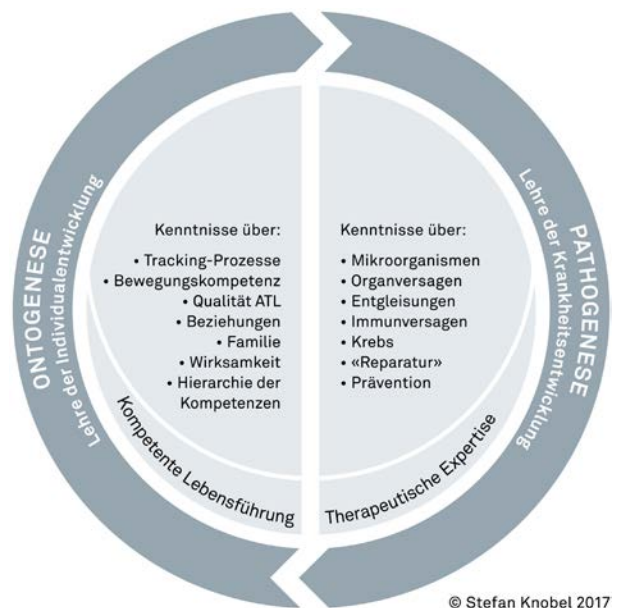 ONTOGENESE
Lehre der Individualentwicklung
Kenntnisse über:
• Tracking-Prozesse
• Bewegungskompetenz
• Qualität ATL
• Beziehungen
• Familie
• Wirksamkeit
• Hierarchie der
Kompetenzen
Kompetente Lebensführung
Kenntnisse über:
• Mikroorganismen
• Organversagen
• Entgleisungen
• Immunversagen
• Krebs
• «Reparatur»
• Prävention
Therapeutische Expertise
PATHOGENESE
Lehre der Krankheitsentwicklung
© Stefan Knobel 2017